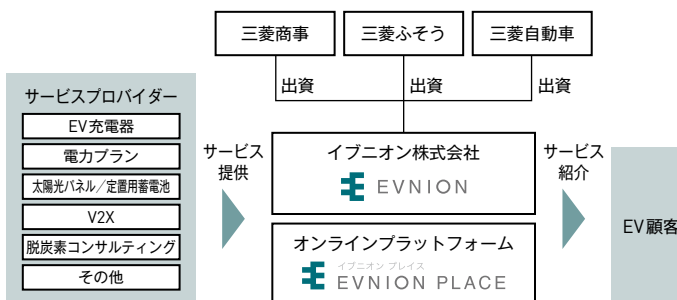 三菱商事
三菱ふそう
三菱自動車
出資
出資
出資
サービスプロバイダー
EV充電器
電力プラン
太陽光パネル／定置用蓄電池
V2X
脱炭素コンサルティング
その他
サービス
提供
イブニオン株式会社
EVNION
オンラインプラットフォーム
イブニオン プレイス
EVNION PLACE
サービス
紹介
EV顧客